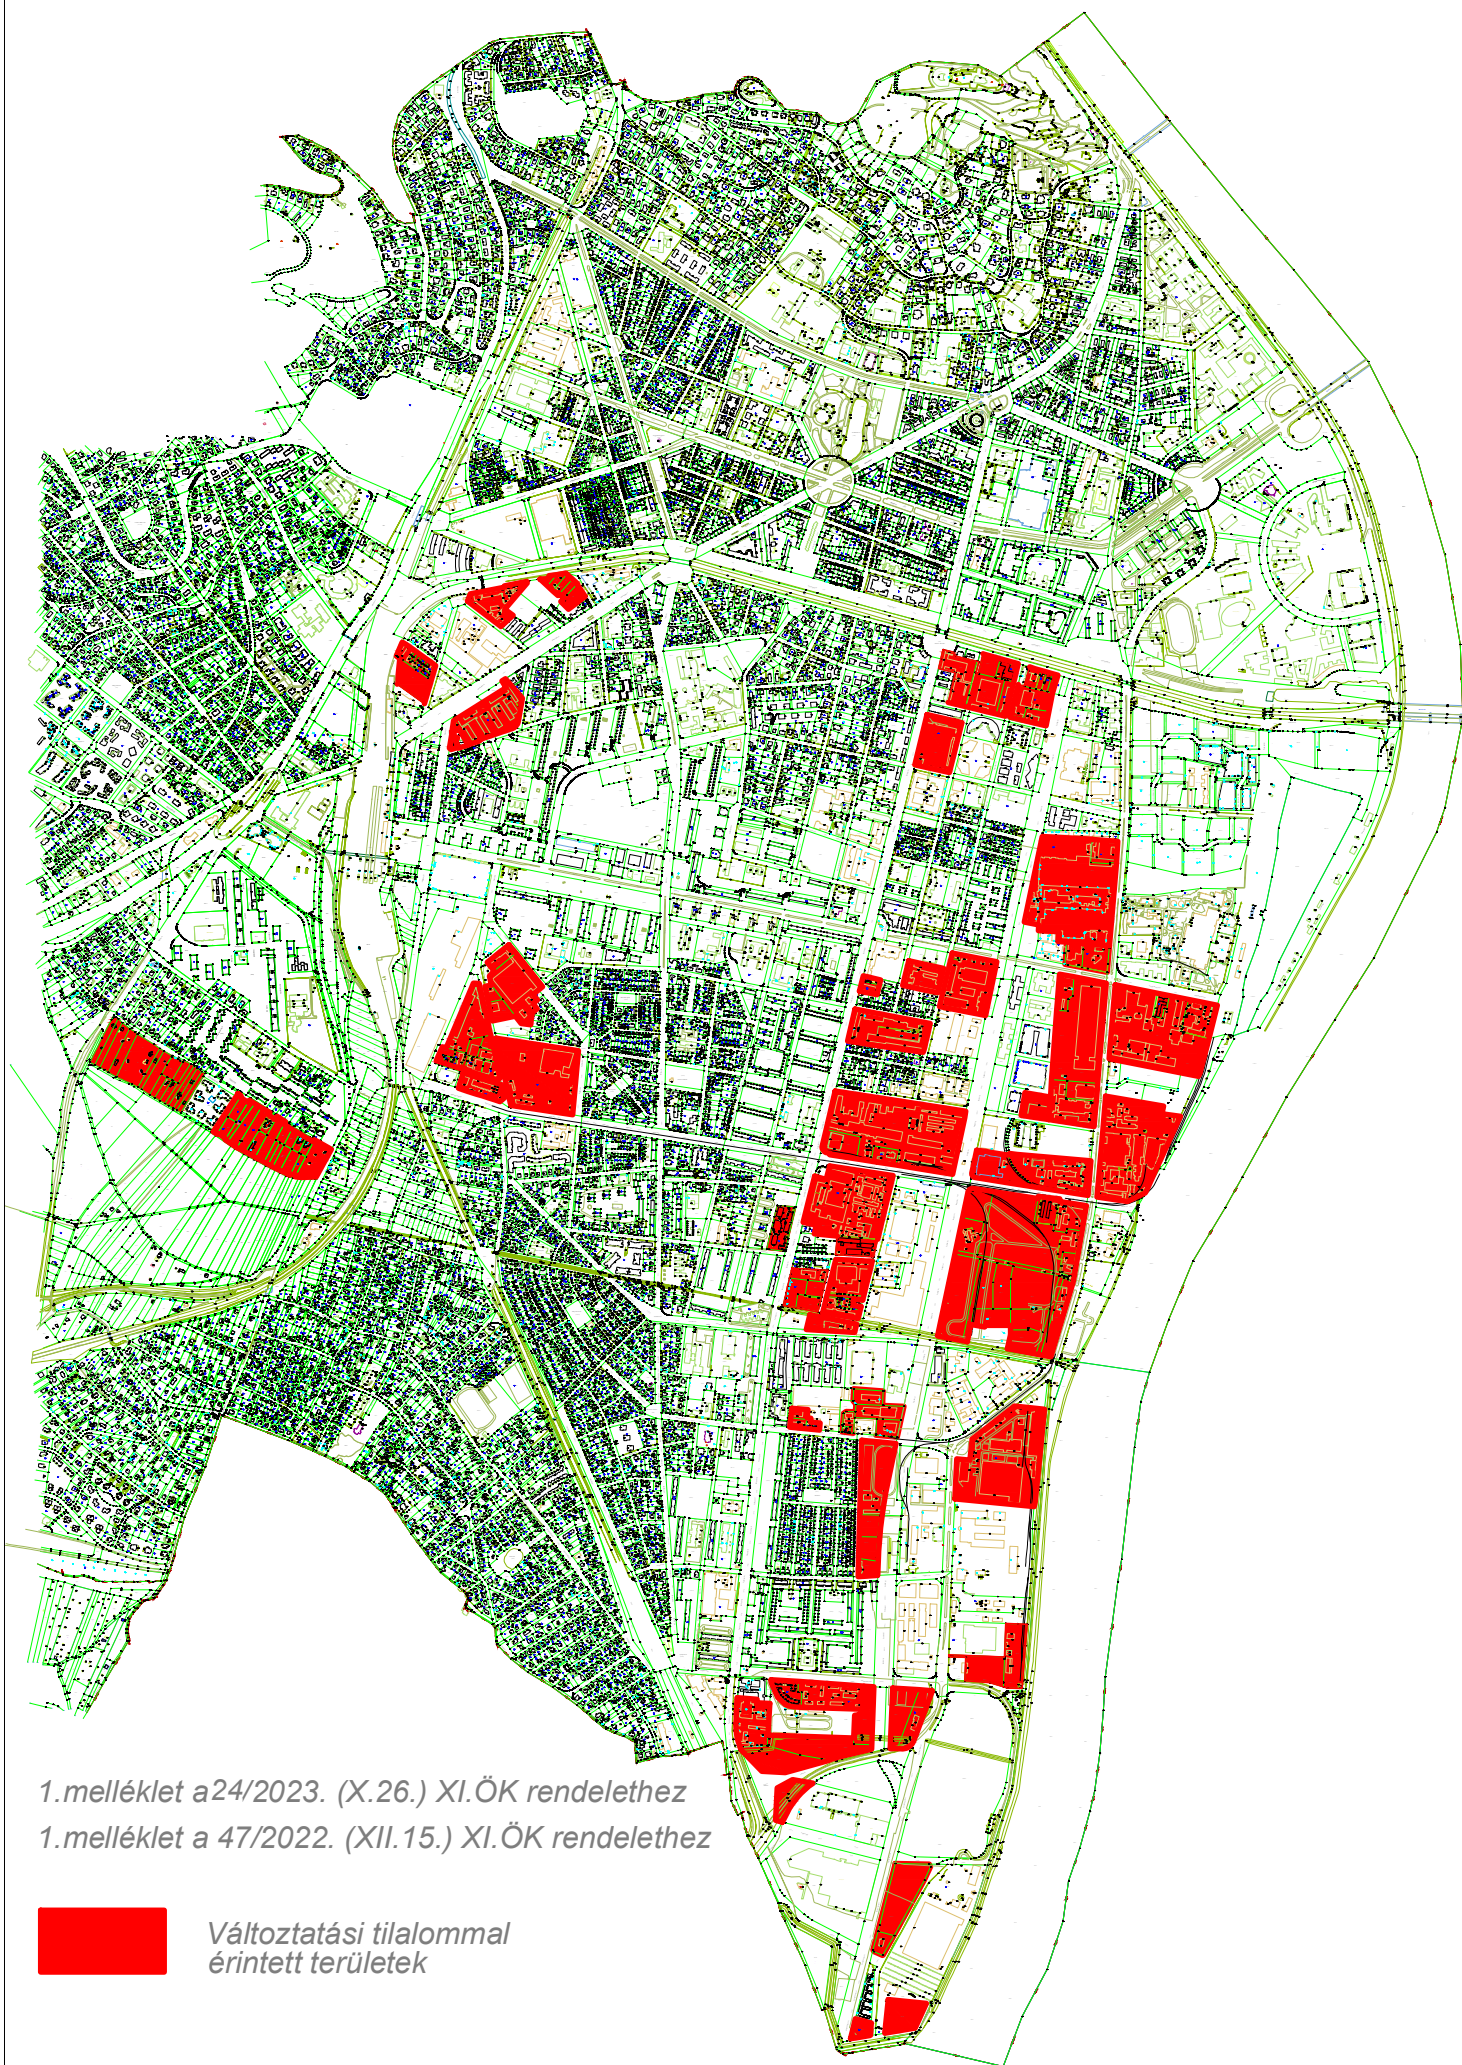 1.melléklet a 24/2023. (X.26.) XI.ÖK rendelethez
1.melléklet a 47/2022. (XII.15.) XI.ÖK rendelethez
Változtatási tilalommal
érintett területek